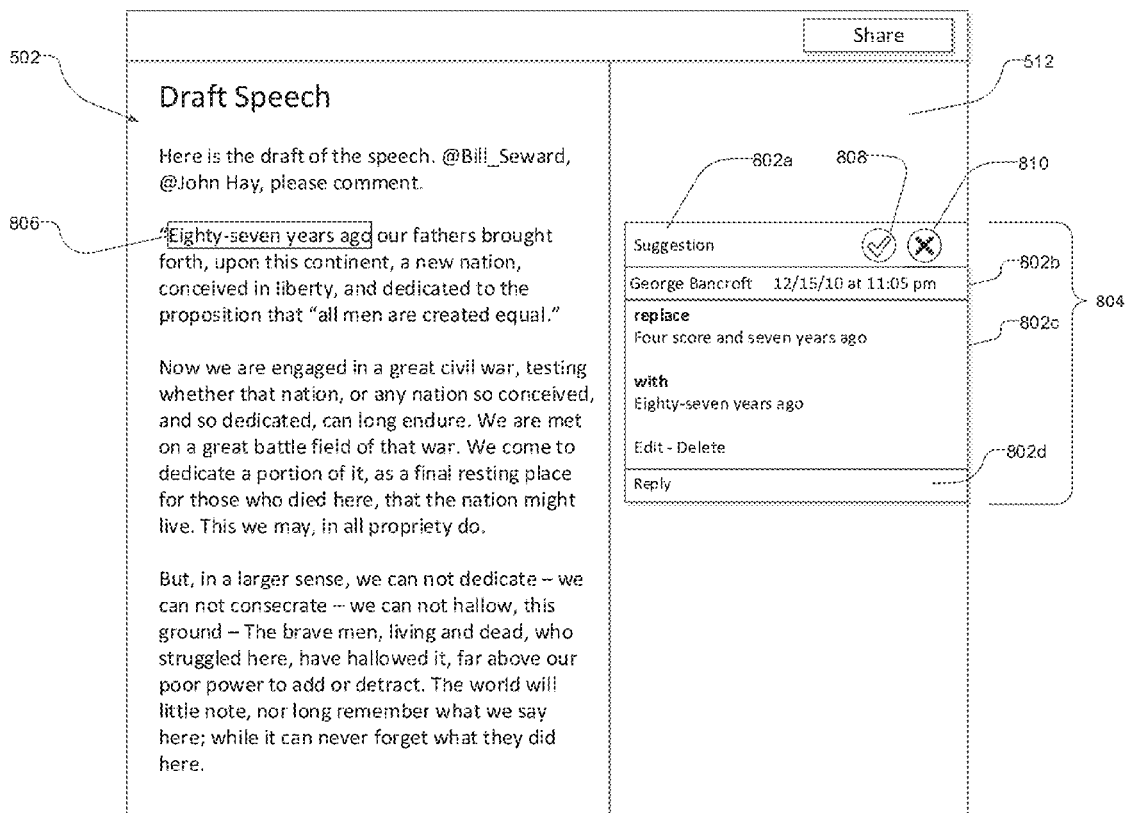 Share
502
512
Draft Speech
Here is the draft of the speech. @Bill_Seward,
@John Hay, please comment.
802a
808
810
806
"Eighty-seven years ago our fathers brought
forth, upon this continent, a new nation,
conceived in liberty, and dedicated to the
proposition that "all men are created equal."
Suggestion
802b
George Bancroft 12/15/10 at 11:05 pm
804
802c
replace
Four score and seven years ago
with
Eighty-seven years ago
Edit - Delete
802d
Reply
Now we are engaged in a great civil war, testing
whether that nation, or any nation so conceived,
and so dedicated, can long endure. We are met
on a great battle field of that war. We come to
dedicate a portion of it, as a final resting place
for those who died here, that the nation might
live. This we may, in all propriety do.
But, in a larger sense, we can not dedicate – we
can not consecrate – we can not hallow, this
ground – The brave men, living and dead, who
struggled here, have hallowed it, far above our
poor power to add or detract. The world will
little note, nor long remember what we say
here; while it can never forget what they did
here.